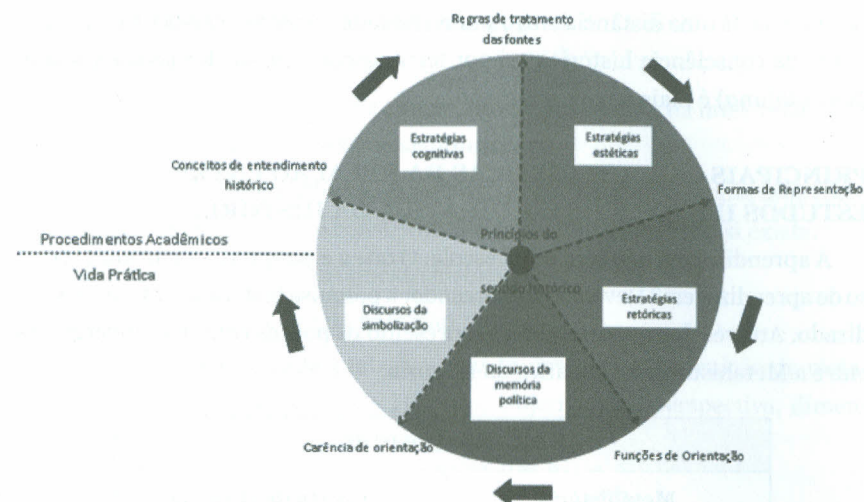 Regras de tratamento
das fontes
Estratégias
cognitivas
Estratégias
estéticas
Conceitos de entendimento
histórico
Formas de Representação
Princípios do
sentido histórico
Procedimentos Acadêmicos
Vida Prática
Discursos da
simbolização
Estratégias
retóricas
Discursos da
memória
política
Carência de orientação
Funções de Orientação